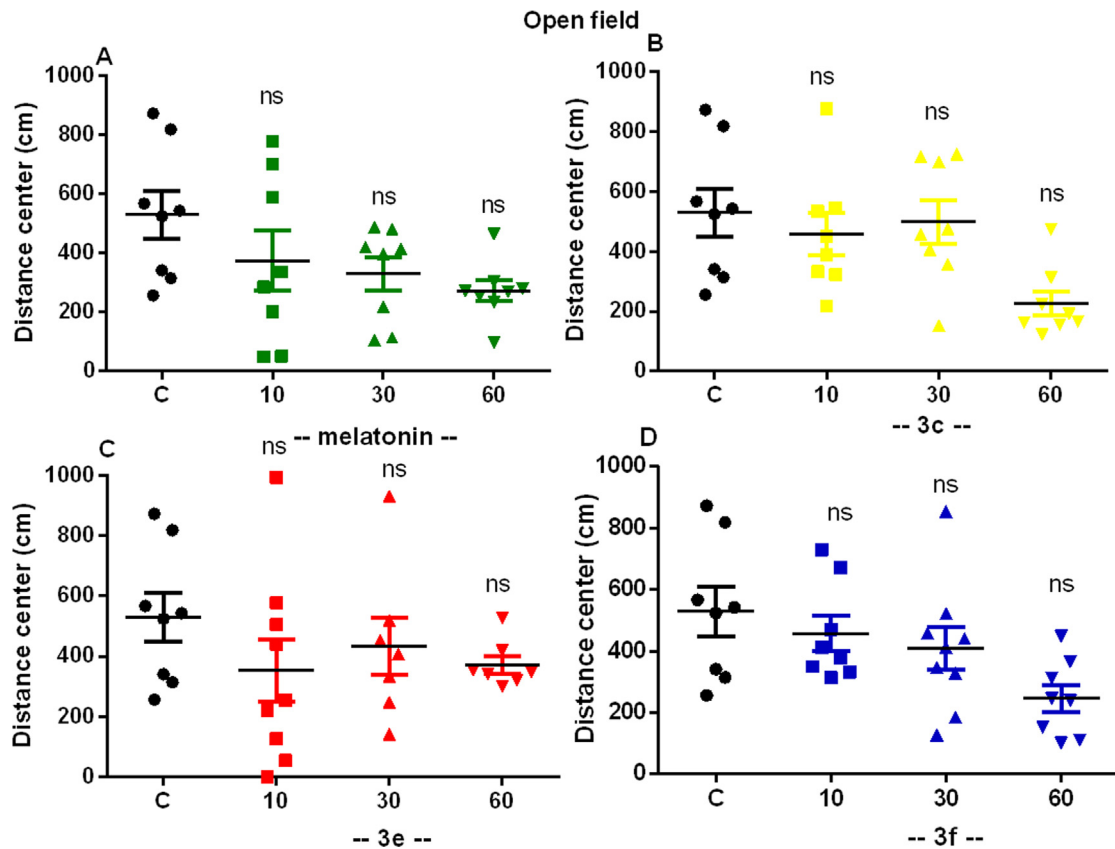 Open field
A
Distance center (cm)
1000
800
600
400
200
0
ns
ns
ns
C 10 30 60
-- melatonin --
B
Distance center (cm)
1000
800
600
400
200
0
ns
ns
ns
C 10 30 60
-- 3c --
C
Distance center (cm)
1000
800
600
400
200
0
ns
ns
ns
C 10 30 60
-- 3e --
D
Distance center (cm)
1000
800
600
400
200
0
ns
ns
ns
C 10 30 60
-- 3f --